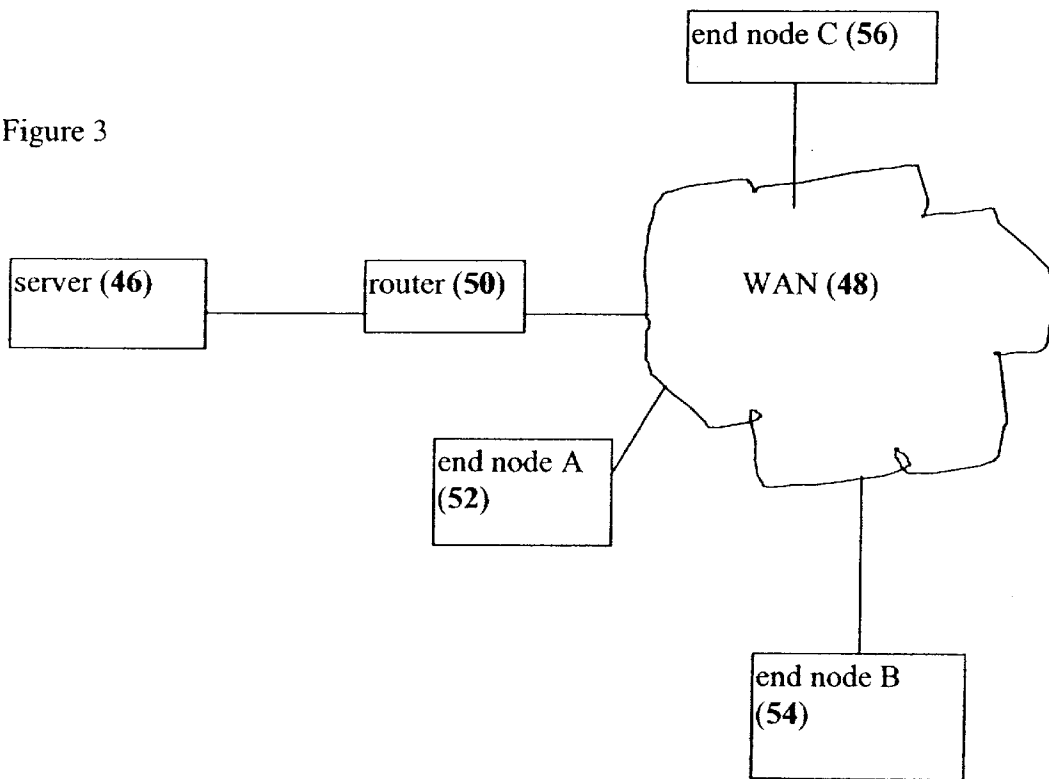 end node C (56)
Figure 3
server (46)
router (50)
WAN (48)
end node A
(52)
end node B
(54)